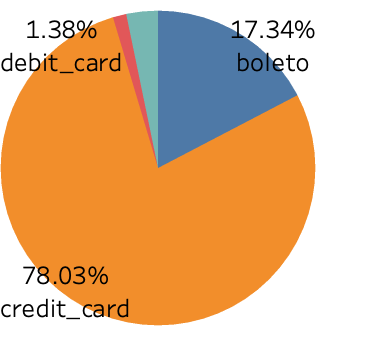 1.38%
debit_card
17.34%
boleto
78.03%
credit_card